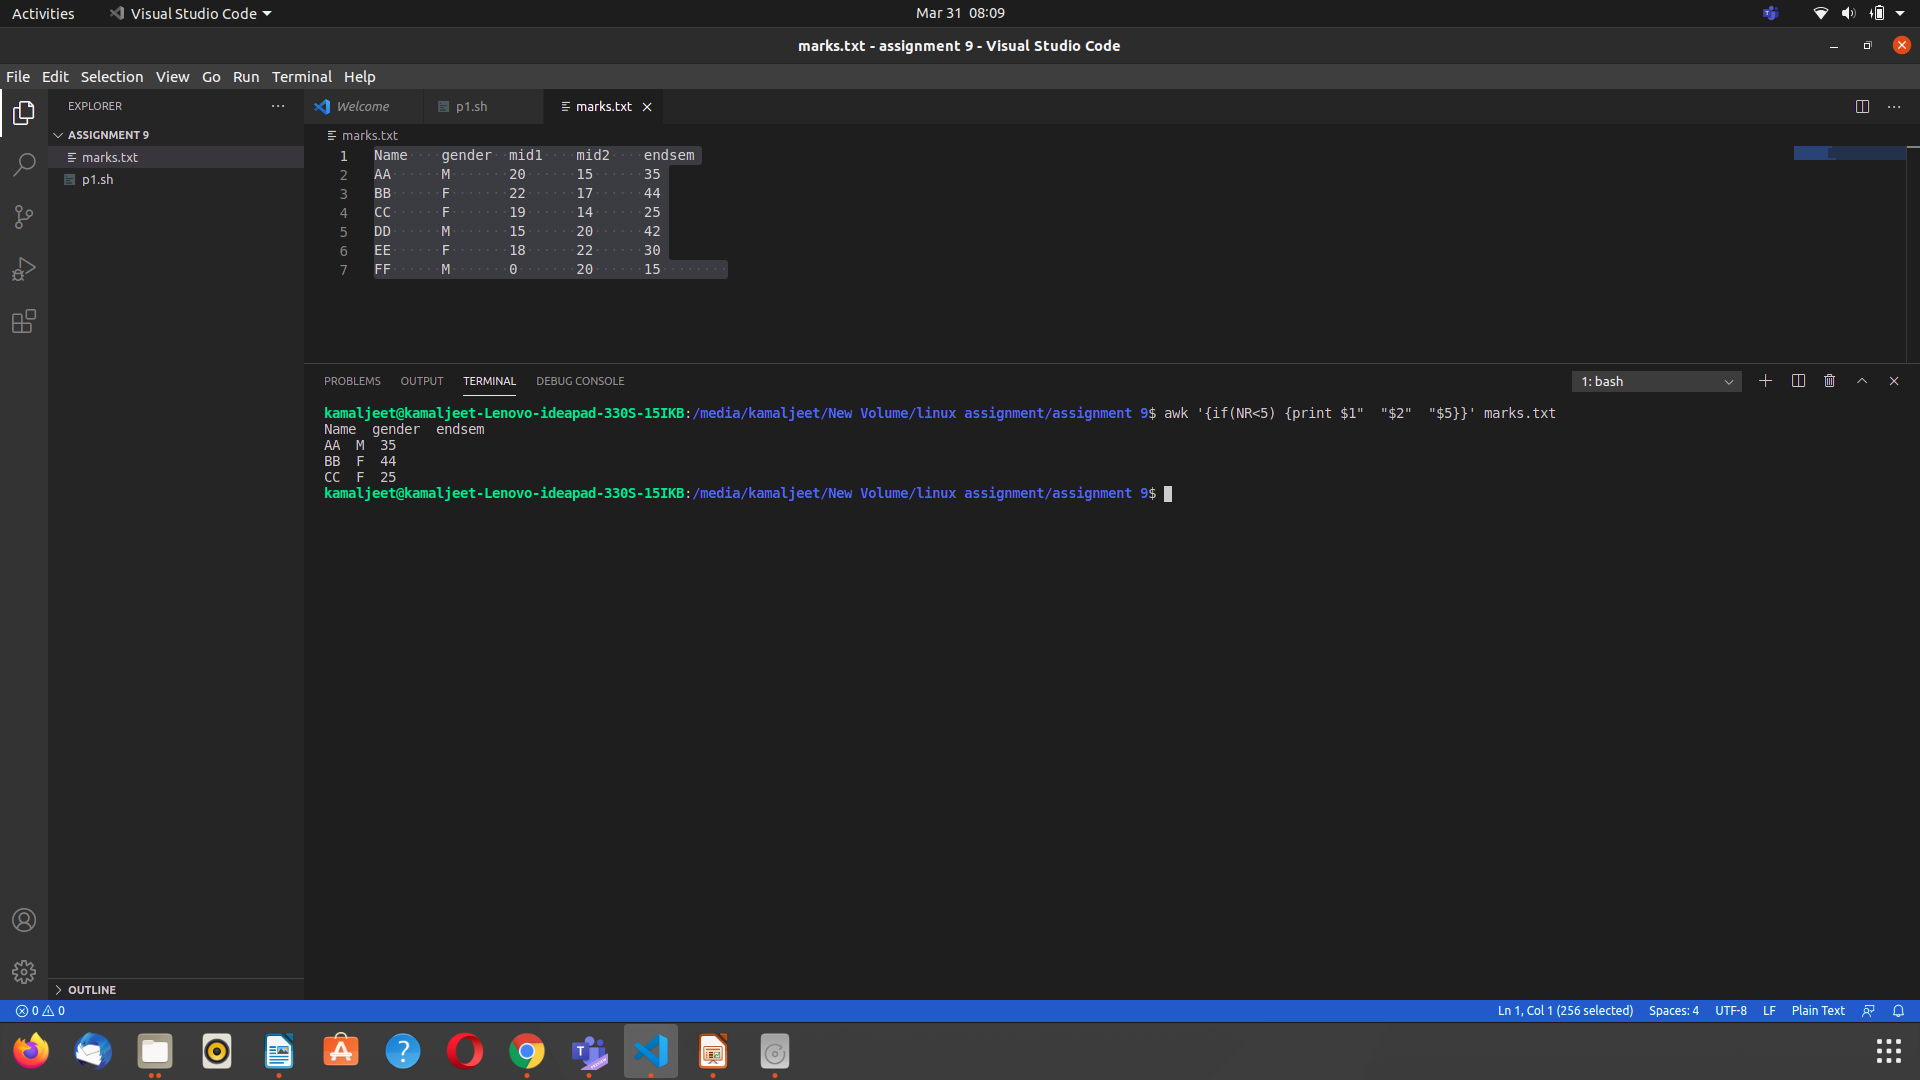 Activities Visual Studio Code Mar 31 08:09
marks.txt - assignment 9 - Visual Studio Code
File Edit Selection View Go Run Terminal Help
EXPLORER
ASSIGNMENT 9
marks.txt
p1.sh
OUTLINE
Welcome p1.sh marks.txt
marks.txt
1 Name gender mid1 mid2 endsem
2 AA M 20 15 35
3 BB F 22 17 44
4 CC F 19 14 25
5 DD M 15 20 42
6 EE F 18 22 30
7 FF M 0 20 15
PROBLEMS OUTPUT TERMINAL DEBUG CONSOLE 1: bash
kamaljeet@kamaljeet-Lenovo-ideapad-330S-15IKB:/media/kamaljeet/New Volume/linux assignment/assignment 9$ awk '{if(NR<5) {print $1"  "$2"  "$5}}' marks.txt
Name  gender  endsem
AA  M  35
BB  F  44
CC  F  25
kamaljeet@kamaljeet-Lenovo-ideapad-330S-15IKB:/media/kamaljeet/New Volume/linux assignment/assignment 9$
0 0 Ln 1, Col 1 (256 selected) Spaces: 4 UTF-8 LF Plain Text